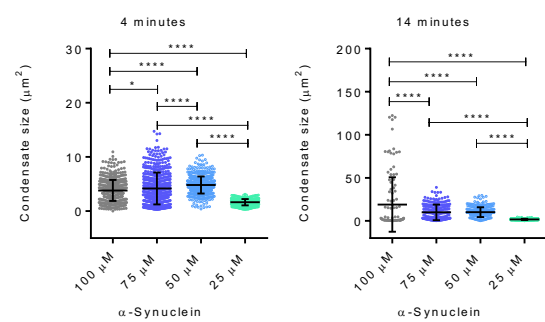 4 minutes
Condensate size (μm²)
30
20
10
0
****
****
*
****
****
****
100 μM
75 μM
50 μM
25 μM
α-Synuclein
14 minutes
Condensate size (μm²)
200
150
100
50
0
****
****
****
****
****
100 μM
75 μM
50 μM
25 μM
α-Synuclein